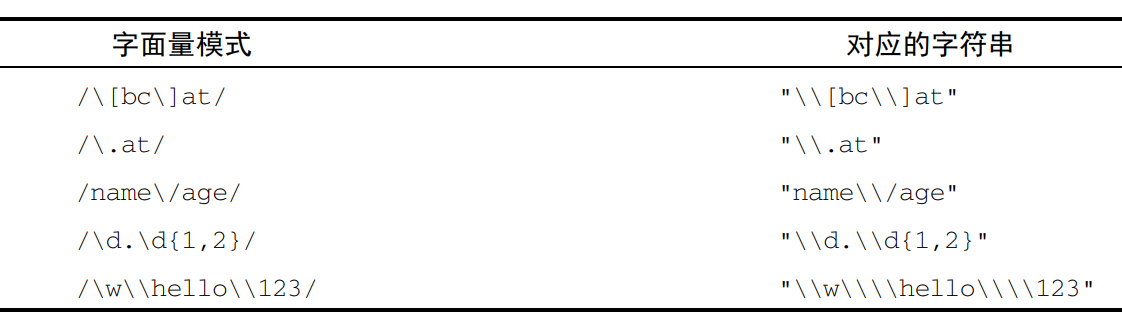 字面量模式 对应的字符串
/\[bc\]at/ "\\[bc\\]at"
/\.at/ "\\.at"
/name\/age/ "name\\/age"
/\d.\d{1,2}/ "\\d.\\d{1,2}"
/\w\\hello\\123/ "\\w\\\\hello\\\\123"